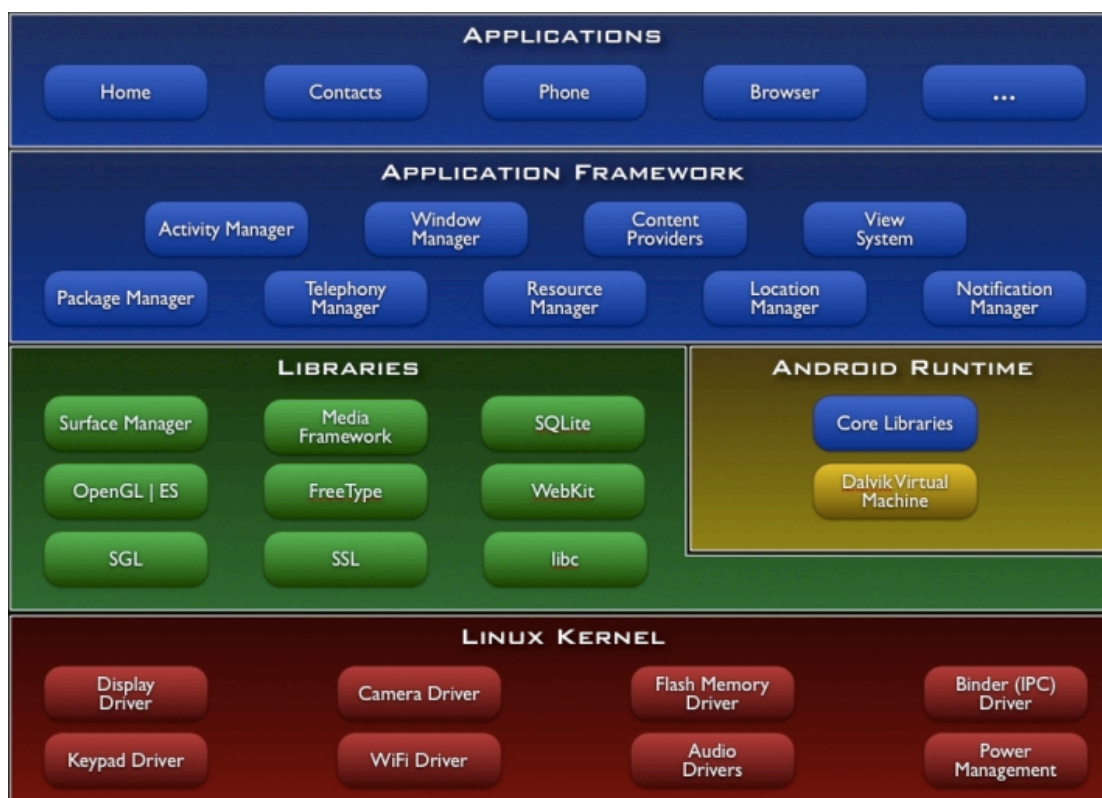 APPLICATIONS
Home
Contacts
Phone
Browser
...
APPLICATION FRAMEWORK
Activity Manager
Window
Manager
Content
Providers
View
System
Package Manager
Telephony
Manager
Resource
Manager
Location
Manager
Notification
Manager
LIBRARIES
Surface Manager
Media
Framework
SQLite
OpenGL | ES
FreeType
WebKit
SGL
SSL
libc
ANDROID RUNTIME
Core Libraries
Dalvik Virtual
Machine
LINUX KERNEL
Display
Driver
Camera Driver
Flash Memory
Driver
Binder (IPC)
Driver
Keypad Driver
WiFi Driver
Audio
Drivers
Power
Management